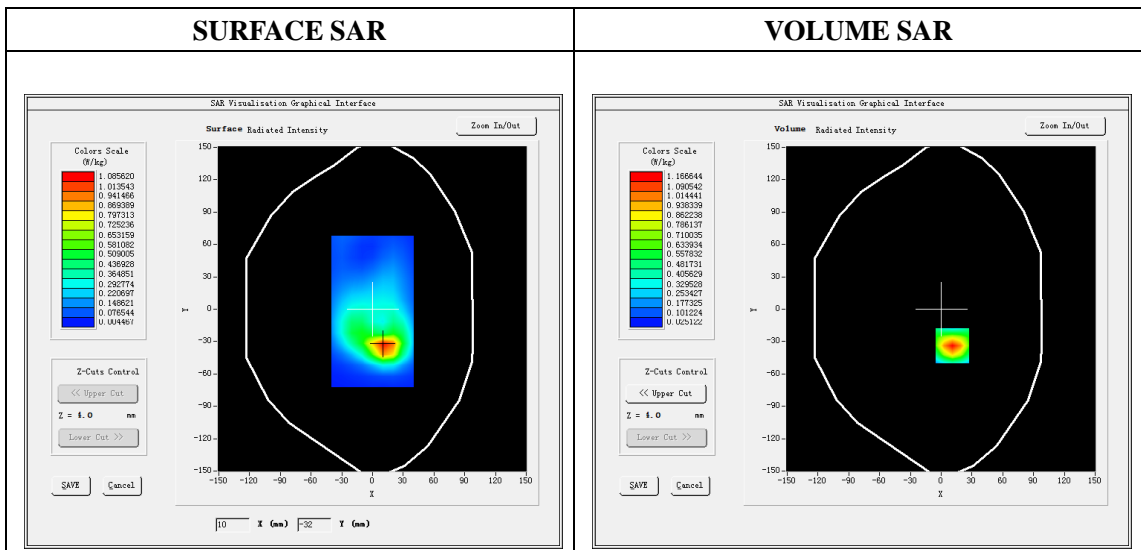 SURFACE SAR
VOLUME SAR
SAR Visualisation Graphical Interface
Surface Radiated Intensity
Zoom In/Out
Colors Scale
(W/kg)
1.085620
1.013543
0.941466
0.869389
0.797313
0.725236
0.653159
0.581082
0.509005
0.436928
0.364851
0.292774
0.220697
0.148621
0.076544
0.004467
Z-Cuts Control
<< Upper Cut
Z = 4.0 mm
Lower Cut >>
SAVE Cancel
150
90
60
30
0
-30
-60
-90
-120
-150
Y
-150 -120 -90 -60 -30 0 30 60 90 120 150
X
10 X (mm) -32 Y (mm)
SAR Visualisation Graphical Interface
Volume Radiated Intensity
Zoom In/Out
Colors Scale
(W/kg)
1.166644
1.090542
1.014441
0.938339
0.862238
0.786137
0.710035
0.633934
0.557832
0.481731
0.405629
0.329528
0.253427
0.177325
0.101224
0.025122
Z-Cuts Control
<< Upper Cut
Z = 4.0 mm
Lower Cut >>
SAVE Cancel
150
90
60
30
0
-30
-60
-90
-120
-150
Y
-150 -120 -90 -60 -30 0 30 60 90 120 150
X